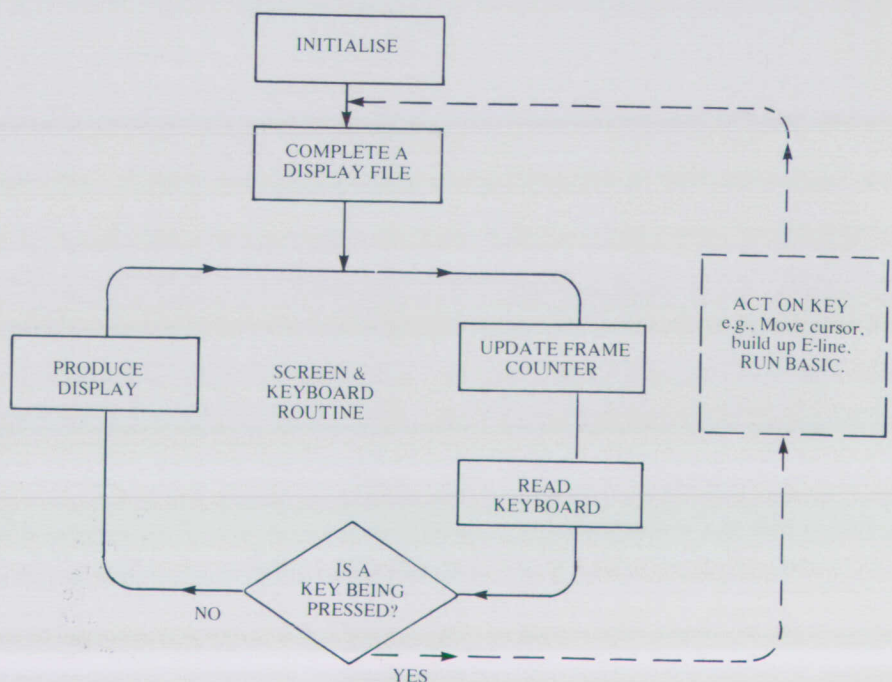 INITIALISE
COMPLETE A
DISPLAY FILE
PRODUCE
DISPLAY
SCREEN &
KEYBOARD
ROUTINE
UPDATE FRAME
COUNTER
ACT ON KEY
e.g., Move cursor,
build up E-line,
RUN BASIC.
READ
KEYBOARD
IS A
KEY BEING
PRESSED?
NO
YES